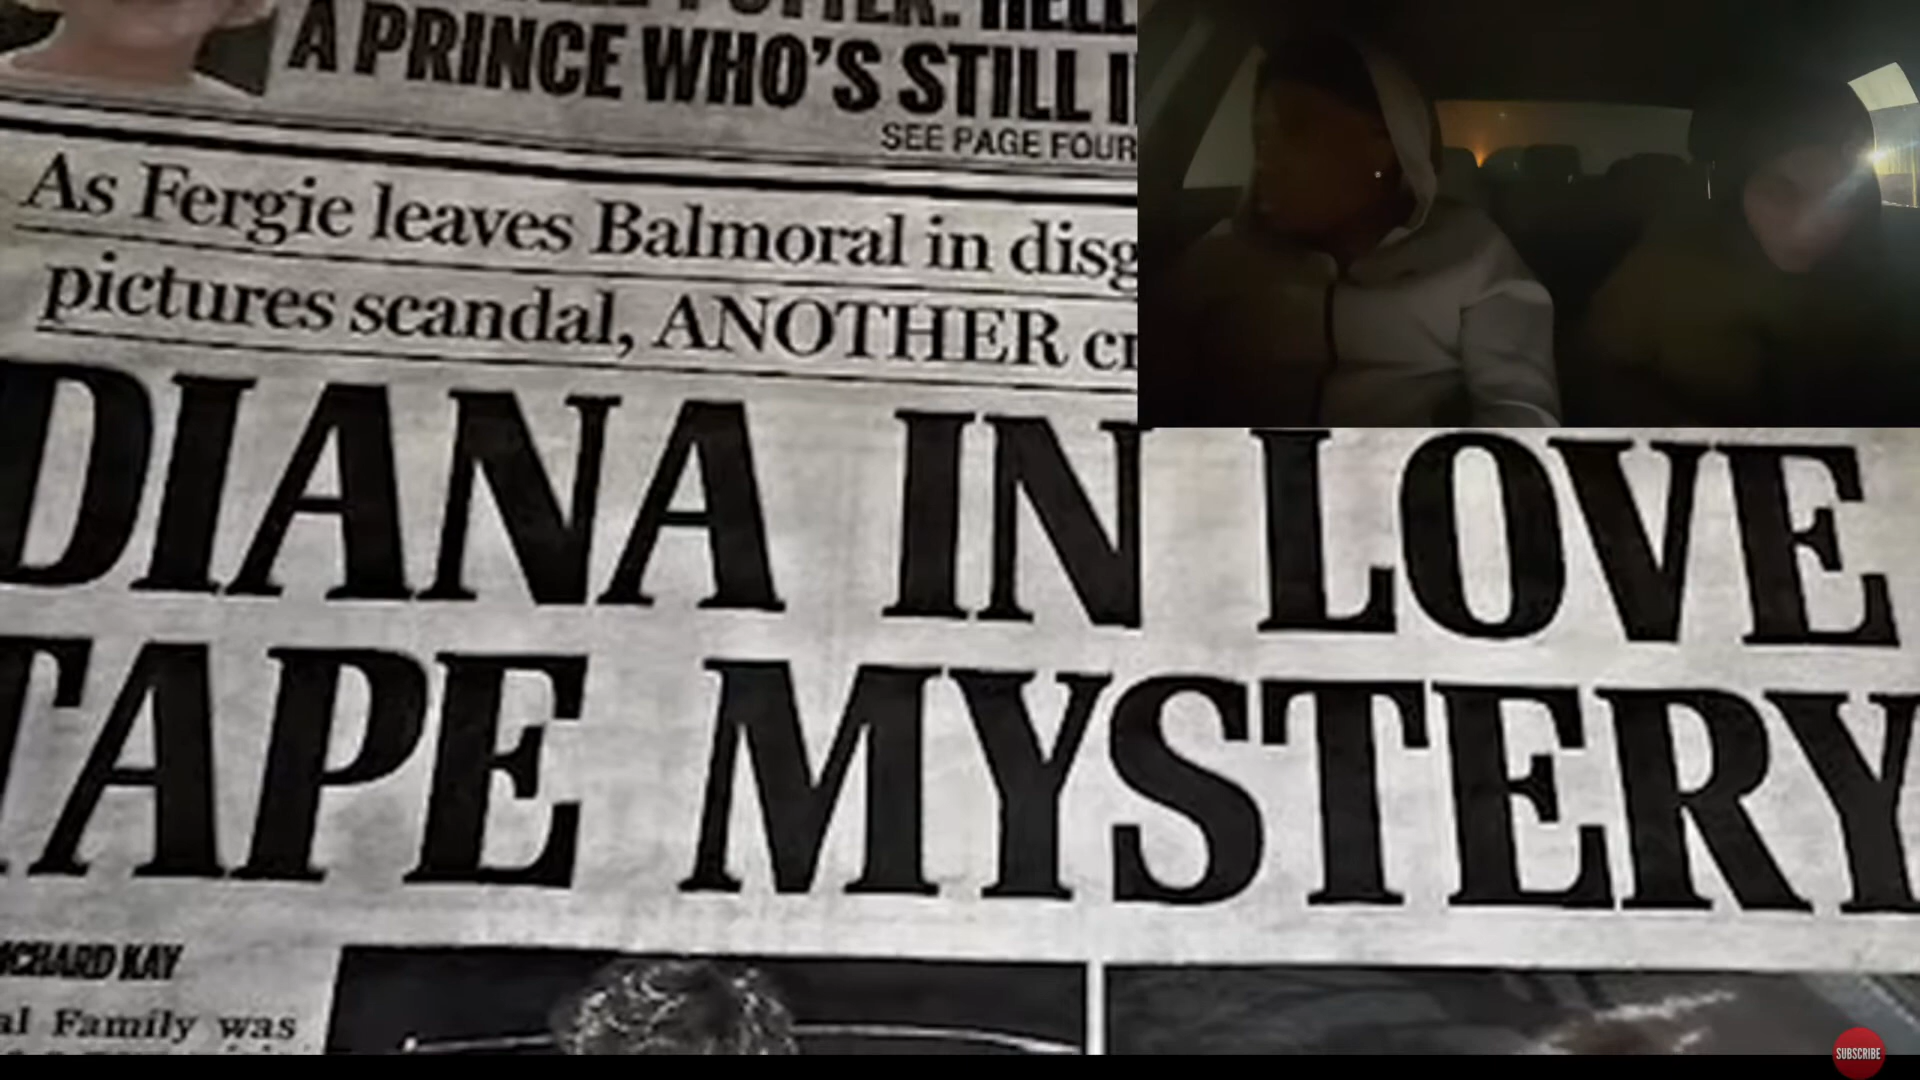 A PRINCE WHO'S STILL
SEE PAGE FOUR
As Fergie leaves Balmoral in
pictures scandal, ANOTHER
DIANA IN LOVE
TAPE MYSTERY
KAY
Family was
SUBSCRIBE